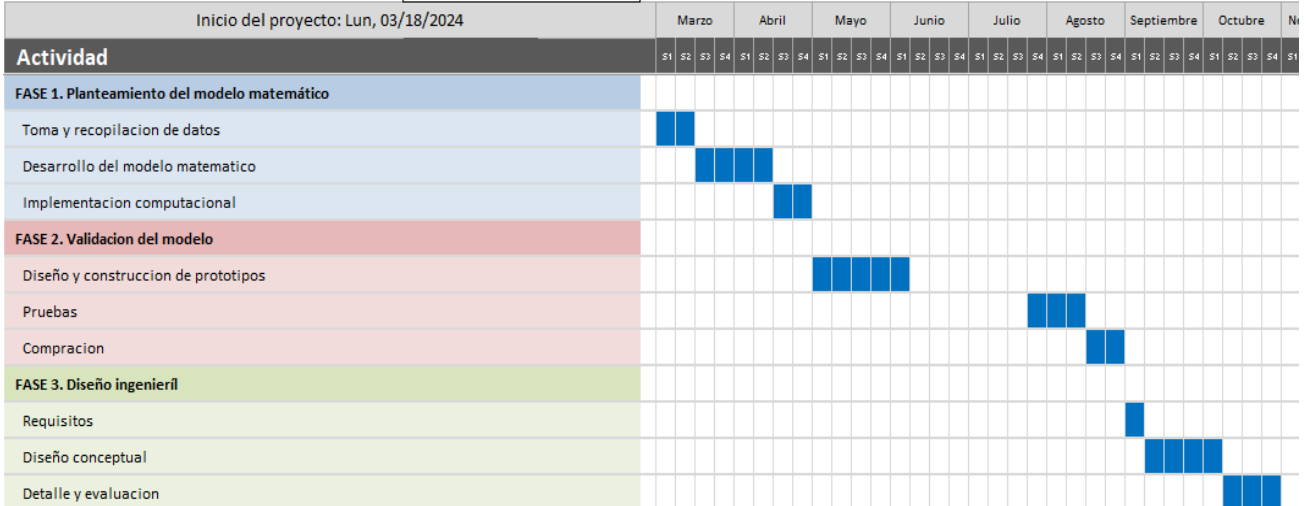 Inicio del proyecto: Lun, 03/18/2024 Marzo Abril Mayo Junio Julio Agosto Septiembre Octubre
Actividad S1 S2 S3 S4 S1 S2 S3 S4 S1 S2 S3 S4 S1 S2 S3 S4 S1 S2 S3 S4 S1 S2 S3 S4 S1 S2 S3 S4 S1 S2 S3 S4 S1
FASE 1. Planteamiento del modelo matemático
Toma y recopilacion de datos
Desarrollo del modelo matematico
Implementacion computacional
FASE 2. Validacion del modelo
Diseño y construccion de prototipos
Pruebas
Compracion
FASE 3. Diseño ingenieríl
Requisitos
Diseño conceptual
Detalle y evaluacion